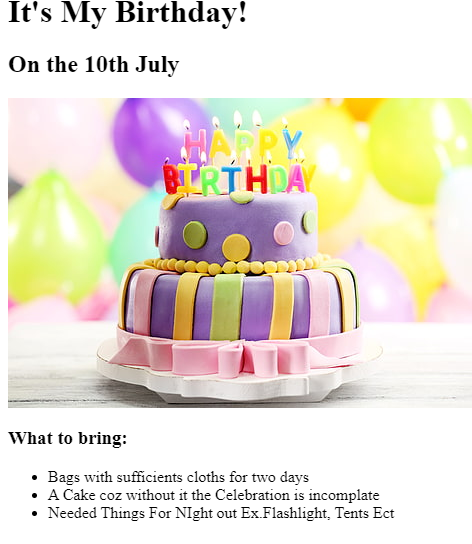 It's My Birthday!
On the 10th July
HAPPY
BIRTHDAY
What to bring:
Bags with sufficients cloths for two days
A Cake coz without it the Celebration is incomplate
Needed Things For NIght out Ex.Flashlight, Tents Ect